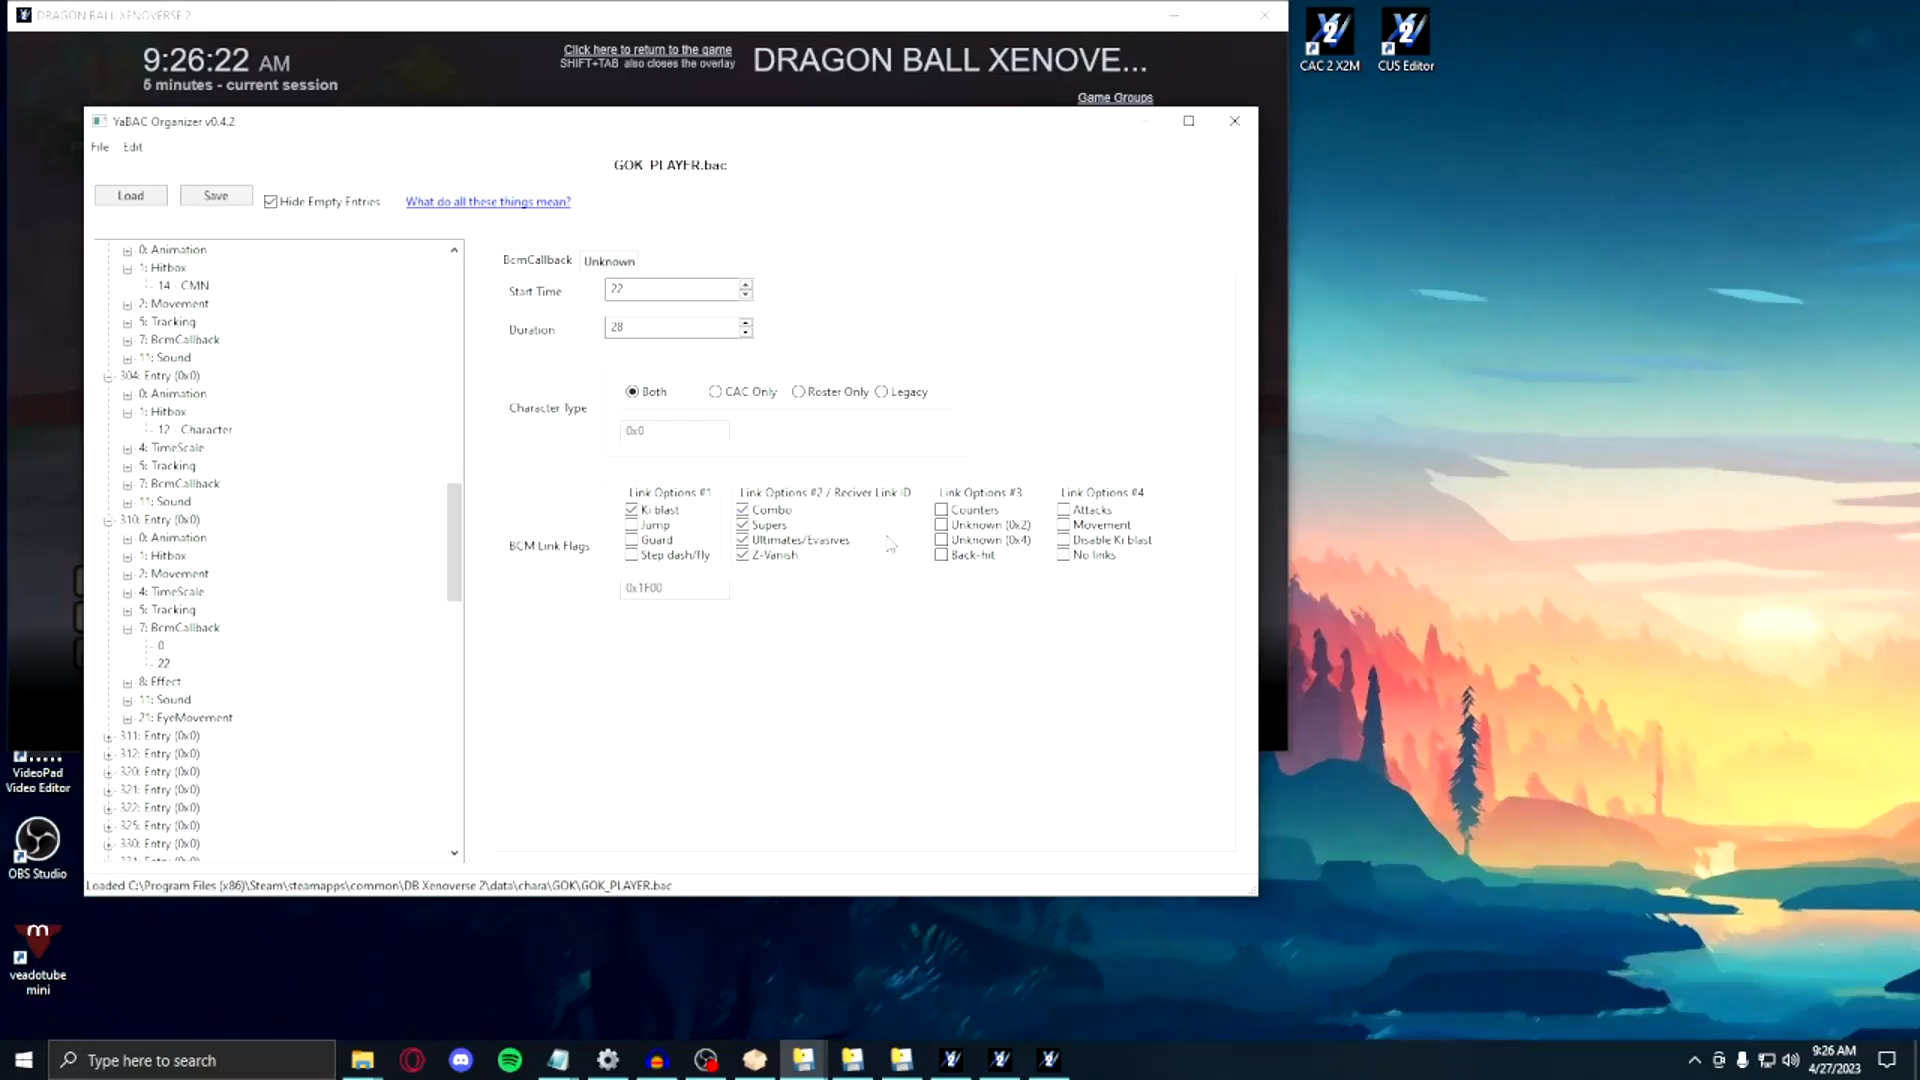 DRAGON BALL XENOVERSE 2
9:26:22 AM
6 minutes - current session
Click here to return to the game
SHIFT+TAB also closes the overlay
DRAGON BALL XENOVE...
Game Groups
CAC 2 X2M
CUS Editor
YaBAC Organizer v0.4.2
File Edit
GOK_PLAYER.bac
Load Save Hide Empty Entries What do all these things mean?
0: Animation
1: Hitbox
14 - CMN
2: Movement
5: Tracking
7: BcmCallback
11: Sound
304: Entry (0x0)
0: Animation
1: Hitbox
12 - Character
4: TimeScale
5: Tracking
7: BcmCallback
11: Sound
310: Entry (0x0)
0: Animation
1: Hitbox
2: Movement
4: TimeScale
5: Tracking
7: BcmCallback
0
22
8: Effect
11: Sound
21: EyeMovement
311: Entry (0x0)
312: Entry (0x0)
320: Entry (0x0)
321: Entry (0x0)
322: Entry (0x0)
325: Entry (0x0)
330: Entry (0x0)
BcmCallback Unknown
Start Time 22
Duration 28
Character Type
Both CAC Only Roster Only Legacy
0x0
BCM Link Flags
Link Options #1 Link Options #2 / Reciver Link ID Link Options #3 Link Options #4
Ki blast Combo Counters Attacks
Jump Supers Unknown (0x2) Movement
Guard Ultimates/Evasives Unknown (0x4) Disable Ki blast
Step dash/fly Z-Vanish Back-hit No links
0x1F00
Loaded C:\Program Files (x86)\Steam\steamapps\common\DB Xenoverse 2\data\chara\GOK\GOK_PLAYER.bac
VideoPad
Video Editor
OBS Studio
veadotube
mini
Type here to search
9:26 AM
4/27/2023